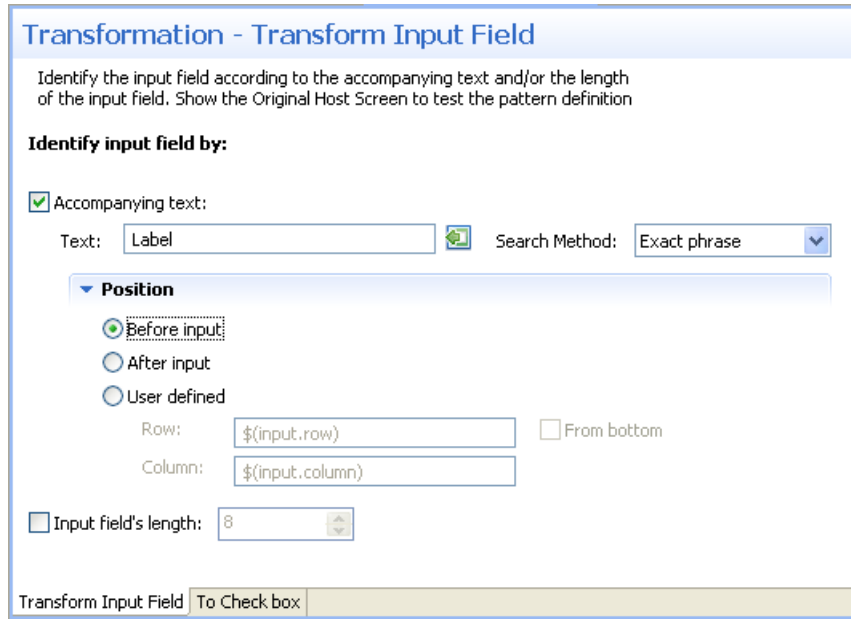 Transformation - Transform Input Field
Identify the input field according to the accompanying text and/or the length
of the input field. Show the Original Host Screen to test the pattern definition
Identify input field by:
Accompanying text:
Text: Label Search Method: Exact phrase
Position
Before input
After input
User defined
Row: $(input.row) From bottom
Column: $(input.column)
Input field's length: 8
Transform Input Field To Check box